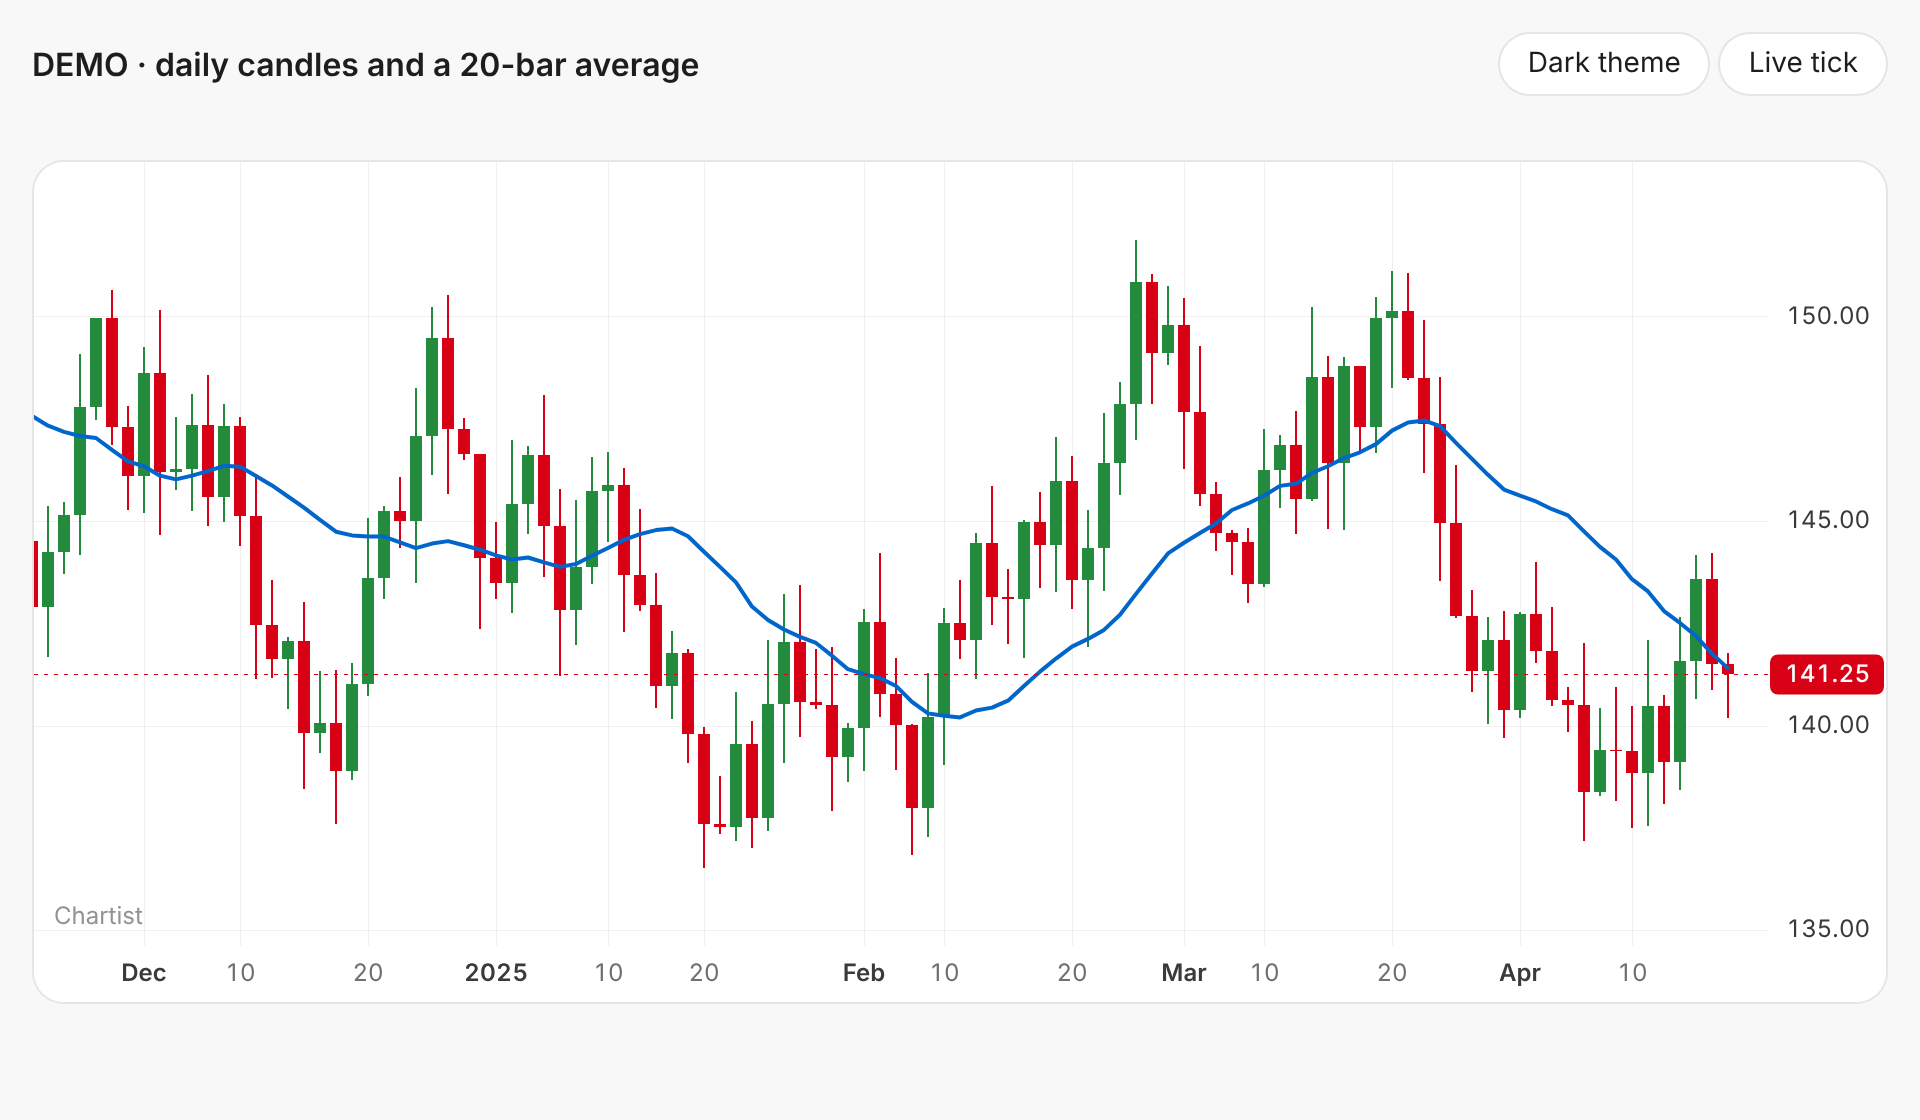 DEMO · daily candles and a 20-bar average
Dark theme
Live tick
150.00
145.00
141.25
140.00
135.00
Chartist
Dec 10 20 2025 10 20 Feb 10 20 Mar 10 20 Apr 10